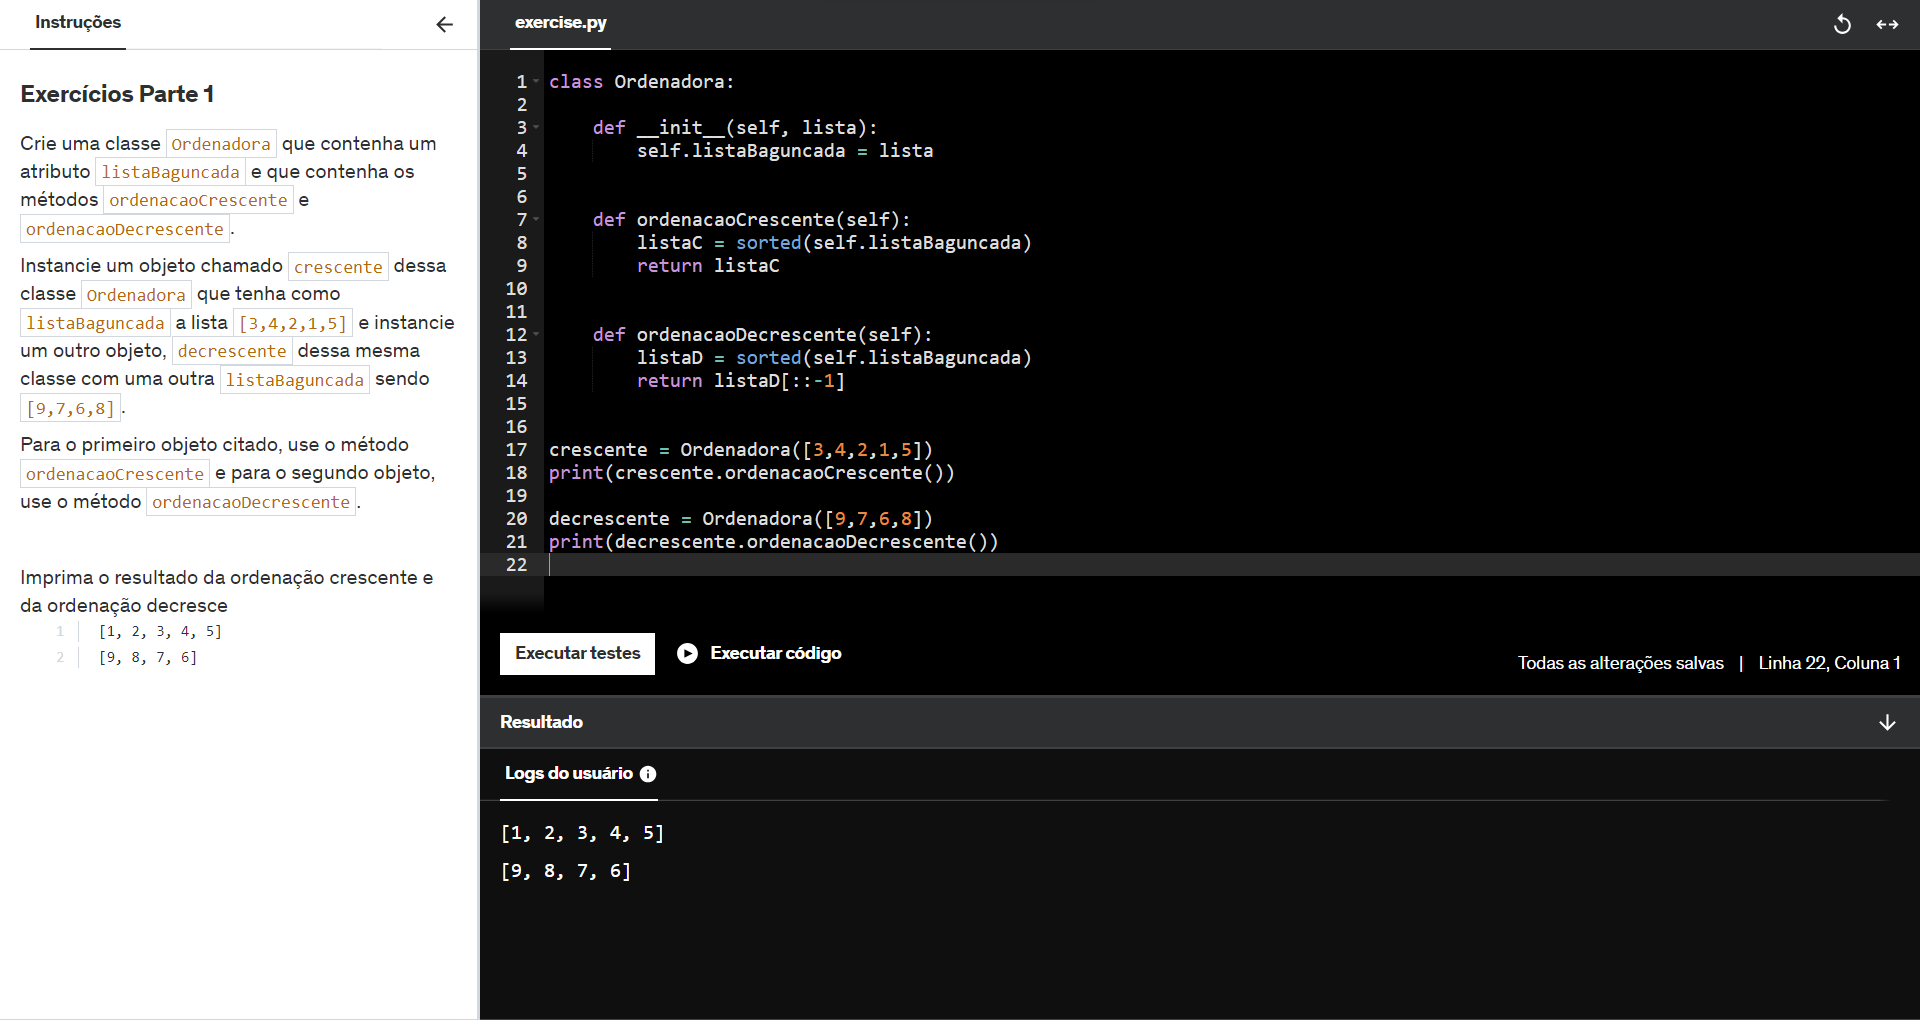 Instruções
Exercícios Parte 1
Crie uma classe Ordenadora que contenha um
atributo listaBaguncada e que contenha os
métodos ordenacaoCrescente e
ordenacaoDecrescente.
Instancie um objeto chamado crescente dessa
classe Ordenadora que tenha como
listaBaguncada a lista [3,4,2,1,5] e instancie
um outro objeto, decrescente dessa mesma
classe com uma outra listaBaguncada sendo
[9,7,6,8].
Para o primeiro objeto citado, use o método
ordenacaoCrescente e para o segundo objeto,
use o método ordenacaoDecrescente.
Imprima o resultado da ordenação crescente e
da ordenação decresce
1 [1, 2, 3, 4, 5]
2 [9, 8, 7, 6]
exercise.py
1 class Ordenadora:
2
3     def __init__(self, lista):
4         self.listaBaguncada = lista
5
6
7     def ordenacaoCrescente(self):
8         listaC = sorted(self.listaBaguncada)
9         return listaC
10
11
12     def ordenacaoDecrescente(self):
13         listaD = sorted(self.listaBaguncada)
14         return listaD[::-1]
15
16
17 crescente = Ordenadora([3,4,2,1,5])
18 print(crescente.ordenacaoCrescente())
19
20 decrescente = Ordenadora([9,7,6,8])
21 print(decrescente.ordenacaoDecrescente())
22
Executar testes Executar código
Todas as alterações salvas | Linha 22, Coluna 1
Resultado
Logs do usuário
[1, 2, 3, 4, 5]
[9, 8, 7, 6]